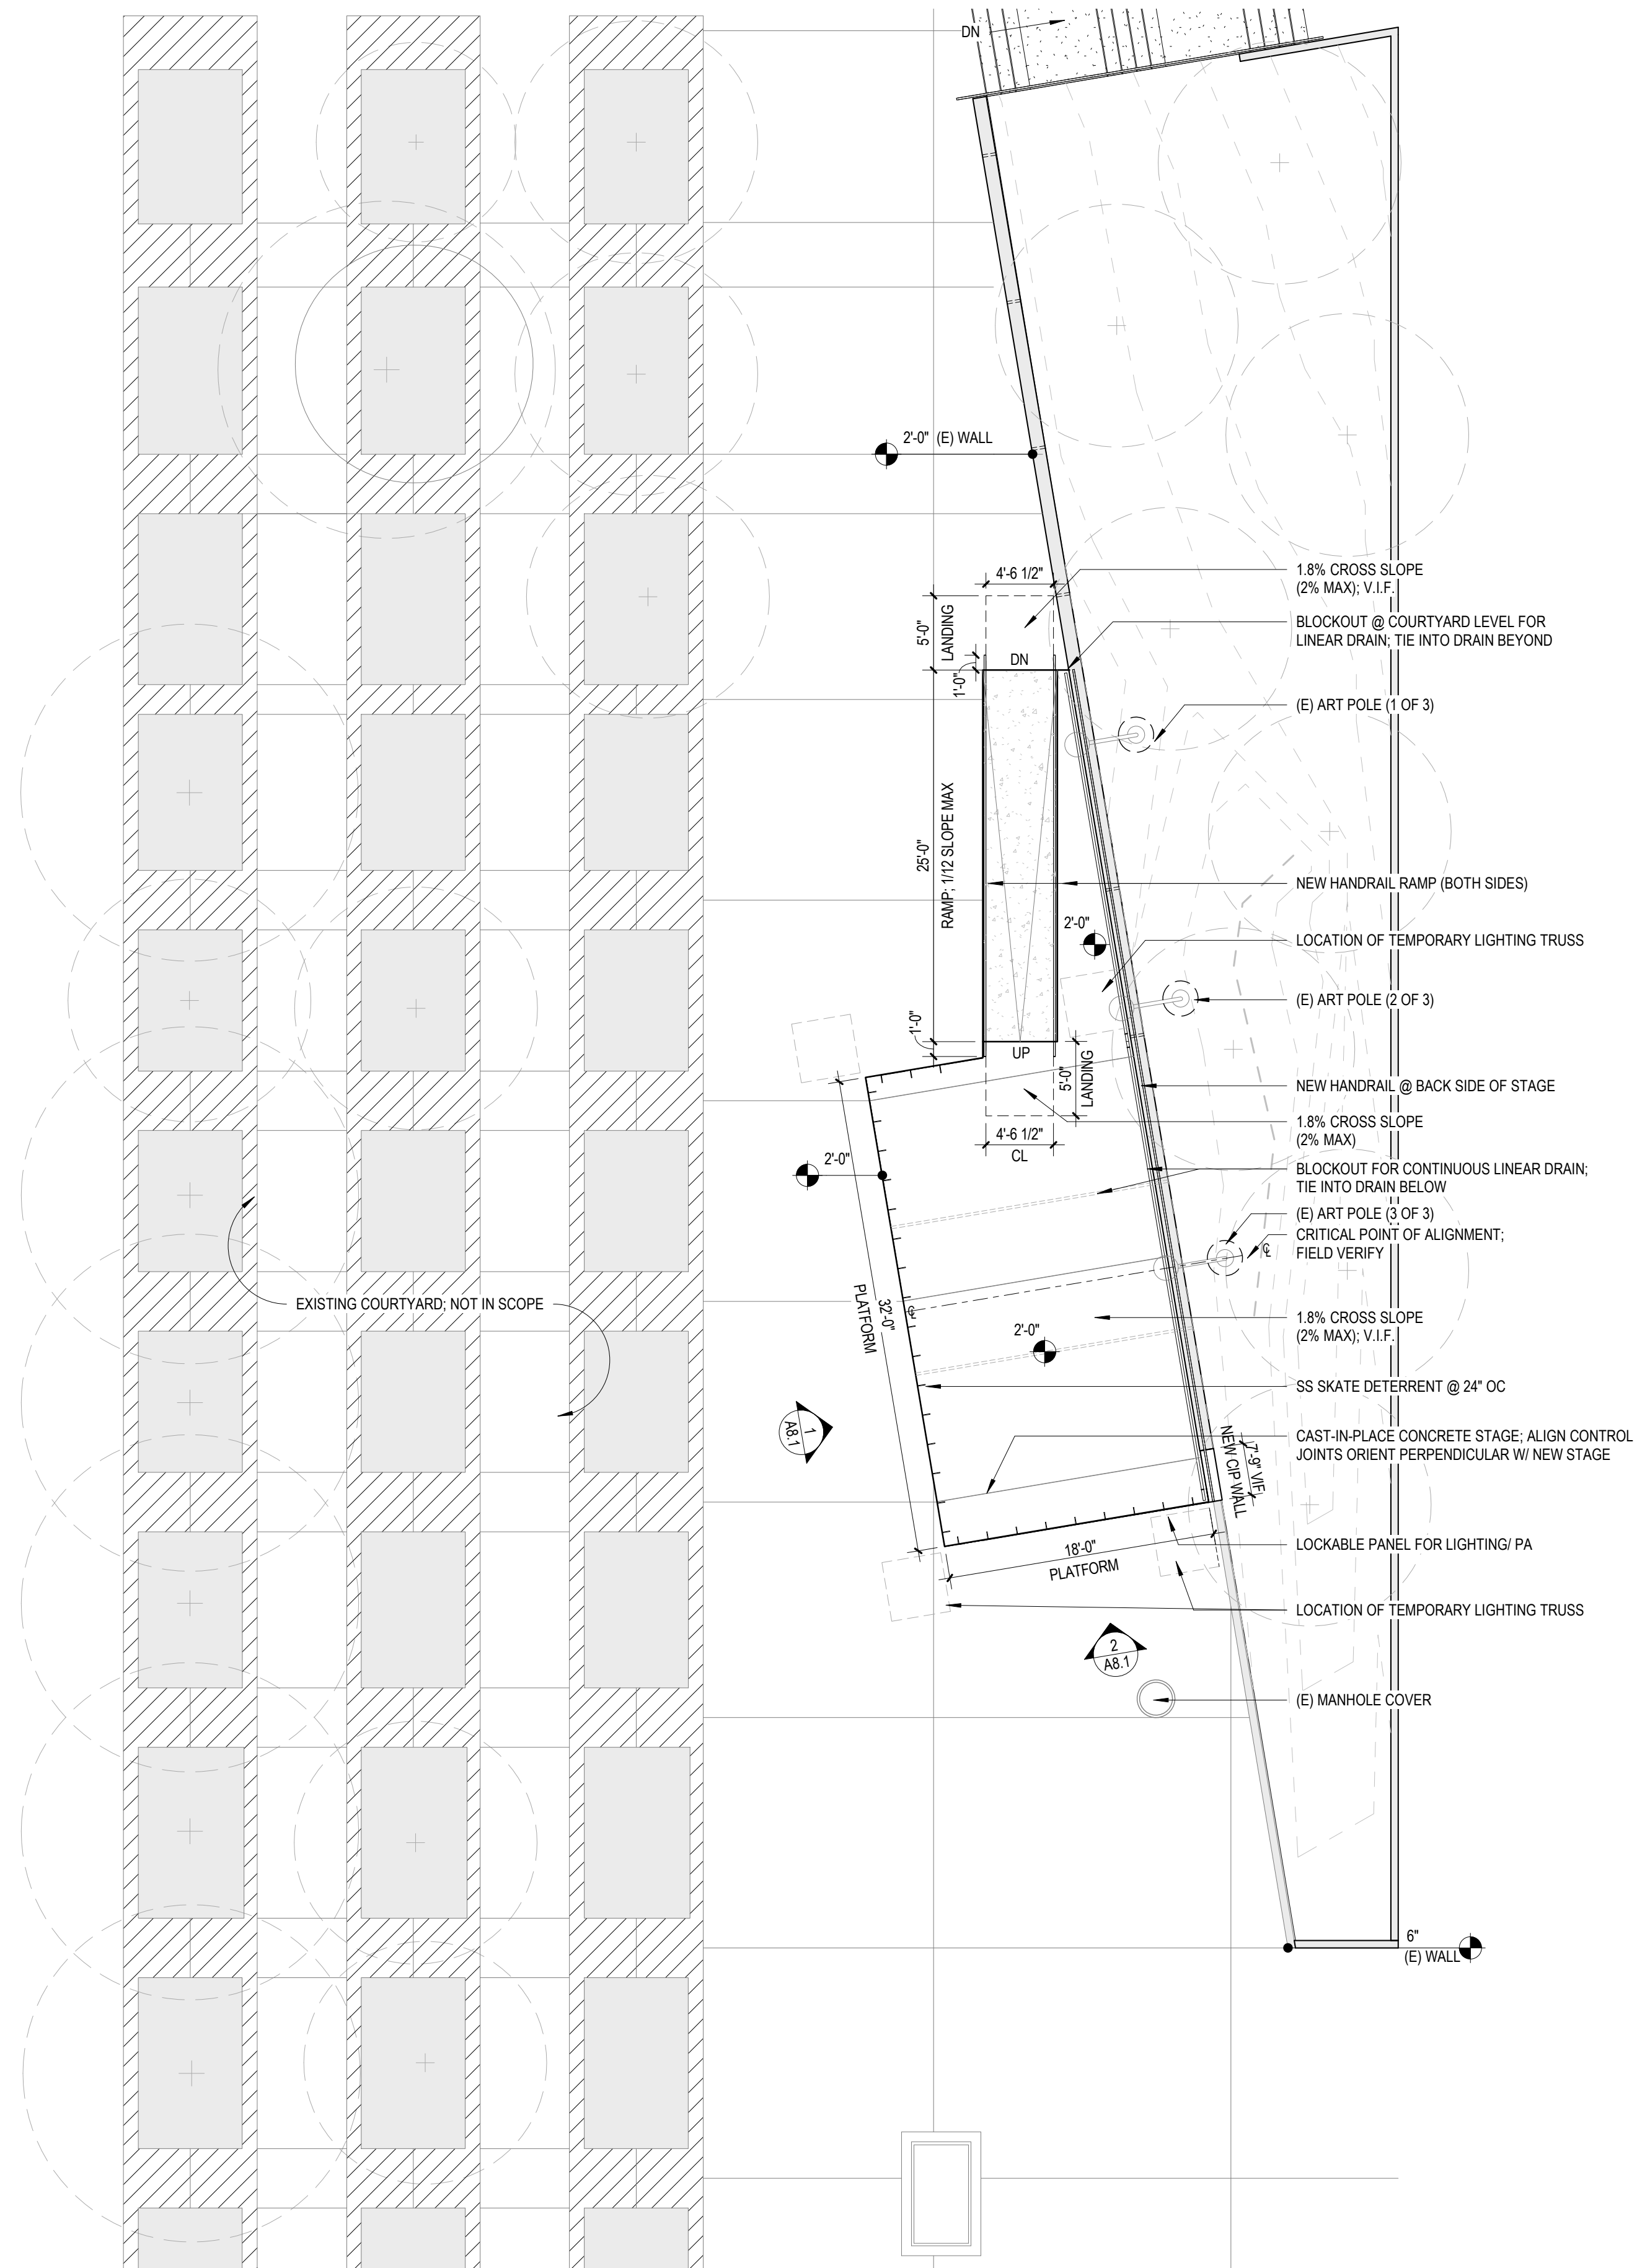 DN
2'-0" (E) WALL
4'-6 1/2"
5'-0"
LANDING
1'-0"
DN
25'-0"
RAMP; 1/12 SLOPE MAX
2'-0"
1'-0"
UP
5'-0"
LANDING
4'-6 1/2"
CL
2'-0"
32'-0"
PLATFORM
2'-0"
EXISTING COURTYARD; NOT IN SCOPE
1
A8.1
7'-9" VIF
NEW CIP WALL
18'-0"
PLATFORM
2
A8.1
1.8% CROSS SLOPE
(2% MAX); V.I.F.
BLOCKOUT @ COURTYARD LEVEL FOR
LINEAR DRAIN; TIE INTO DRAIN BEYOND
(E) ART POLE (1 OF 3)
NEW HANDRAIL RAMP (BOTH SIDES)
LOCATION OF TEMPORARY LIGHTING TRUSS
(E) ART POLE (2 OF 3)
NEW HANDRAIL @ BACK SIDE OF STAGE
1.8% CROSS SLOPE
(2% MAX)
BLOCKOUT FOR CONTINUOUS LINEAR DRAIN;
TIE INTO DRAIN BELOW
(E) ART POLE (3 OF 3)
CRITICAL POINT OF ALIGNMENT;
FIELD VERIFY
℄
℄
1.8% CROSS SLOPE
(2% MAX); V.I.F.
SS SKATE DETERRENT @ 24" OC
CAST-IN-PLACE CONCRETE STAGE; ALIGN CONTROL
JOINTS ORIENT PERPENDICULAR W/ NEW STAGE
LOCKABLE PANEL FOR LIGHTING/ PA
LOCATION OF TEMPORARY LIGHTING TRUSS
(E) MANHOLE COVER
6"
(E) WALL